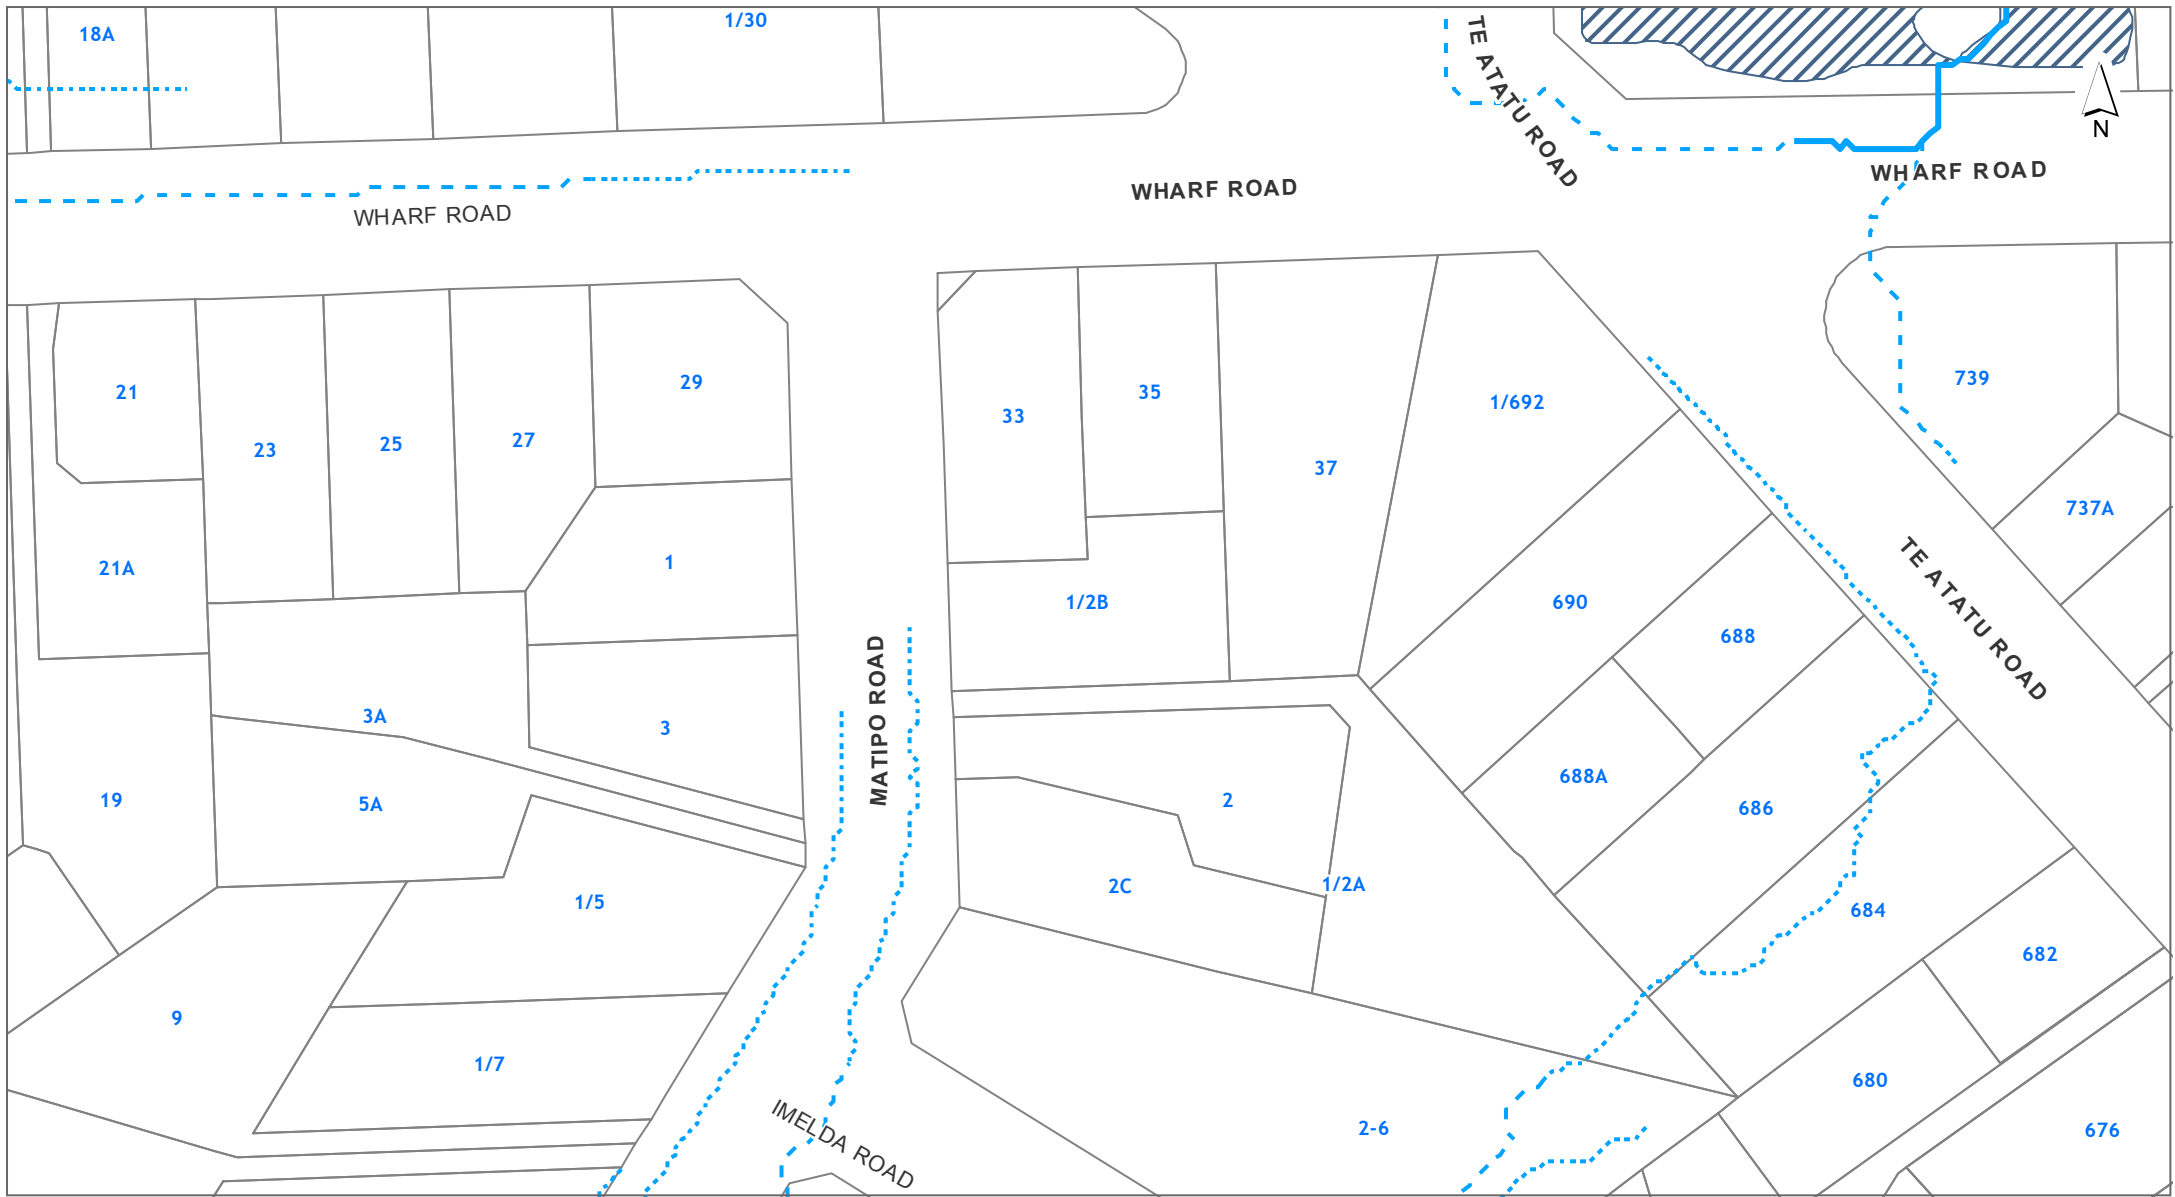 18A
1/30
TE ATATU ROAD
N
WHARF ROAD
WHARF ROAD
WHARF ROAD
21
29
739
35
1/692
33
27
25
23
37
737A
1
21A
1/2B
690
688
TE ATATU ROAD
MATIPO ROAD
3A
3
688A
19
5A
2
686
2C
1/2A
1/5
684
682
9
1/7
680
IMELDA ROAD
2-6
676